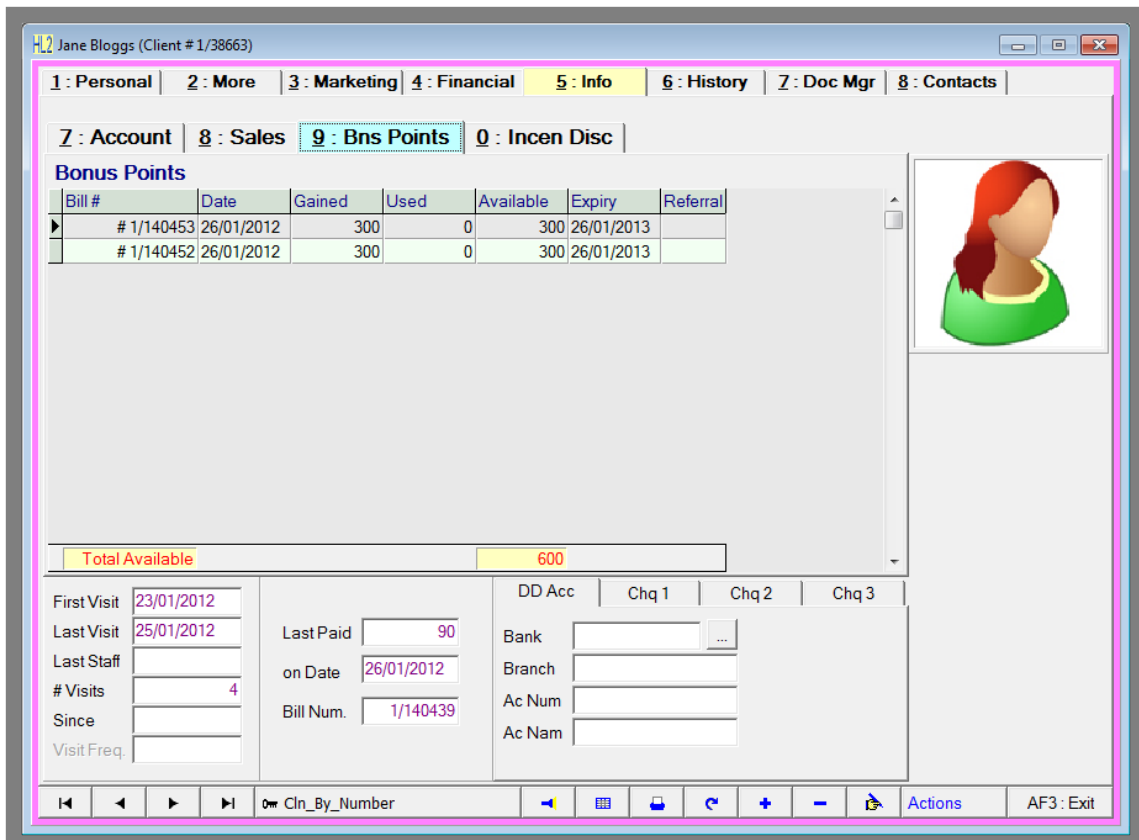 HL2 Jane Bloggs (Client # 1/38663)
1 : Personal 2 : More 3 : Marketing 4 : Financial 5 : Info 6 : History 7 : Doc Mgr 8 : Contacts
7 : Account 8 : Sales 9 : Bns Points 0 : Incen Disc
Bonus Points
Bill # Date Gained Used Available Expiry Referral
# 1/140453 26/01/2012 300 0 300 26/01/2013
# 1/140452 26/01/2012 300 0 300 26/01/2013
Total Available 600
First Visit 23/01/2012
Last Visit 25/01/2012
Last Staff
# Visits 4
Since
Visit Freq.
Last Paid 90
on Date 26/01/2012
Bill Num. 1/140439
DD Acc Chq 1 Chq 2 Chq 3
Bank ...
Branch
Ac Num
Ac Nam
Cln_By_Number Actions AF3 : Exit